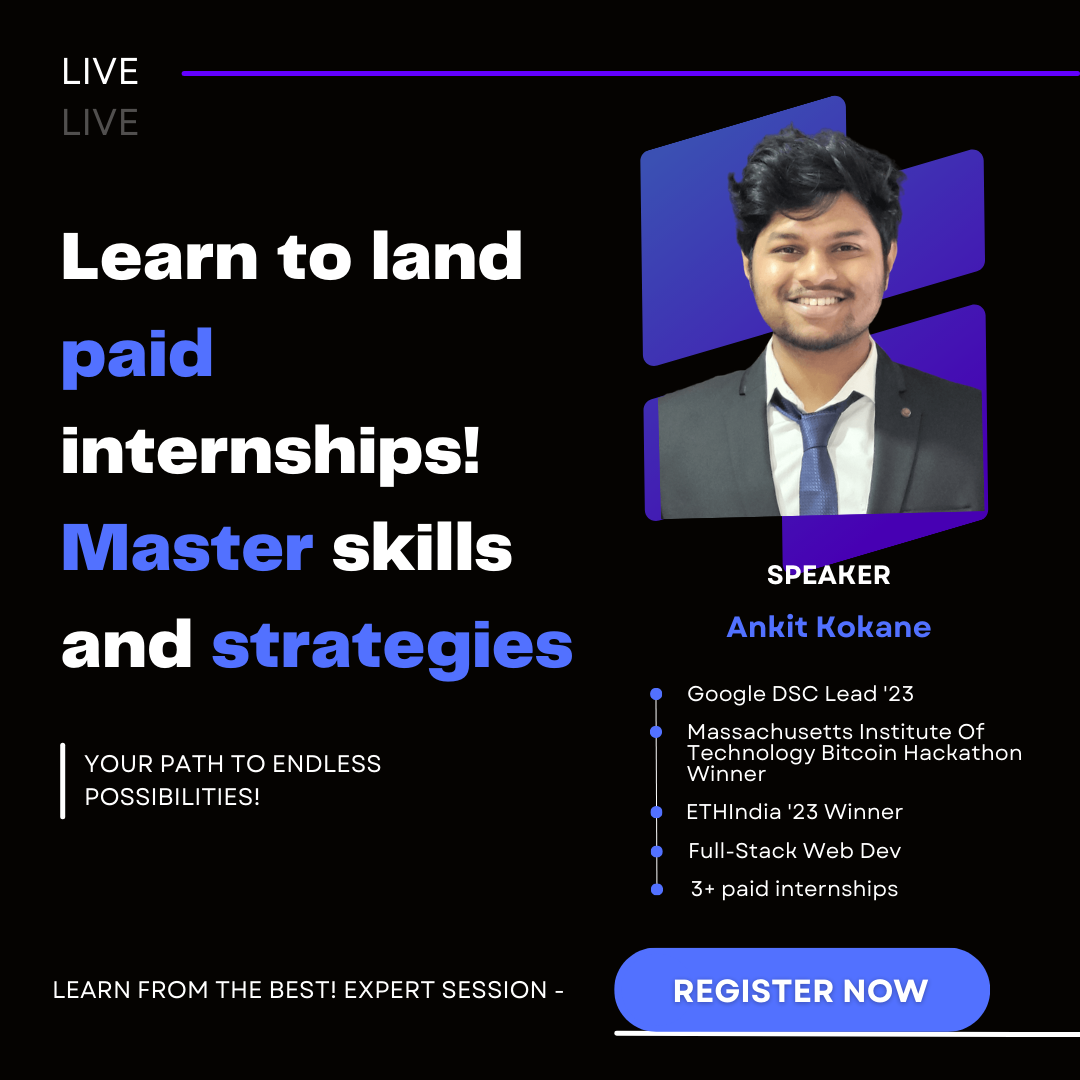 LIVE
LIVE
Learn to land
paid
internships!
Master skills
and strategies
YOUR PATH TO ENDLESS
POSSIBILITIES!
SPEAKER
Ankit Kokane
Google DSC Lead '23
Massachusetts Institute Of
Technology Bitcoin Hackathon
Winner
ETHIndia '23 Winner
Full-Stack Web Dev
3+ paid internships
LEARN FROM THE BEST! EXPERT SESSION -
REGISTER NOW